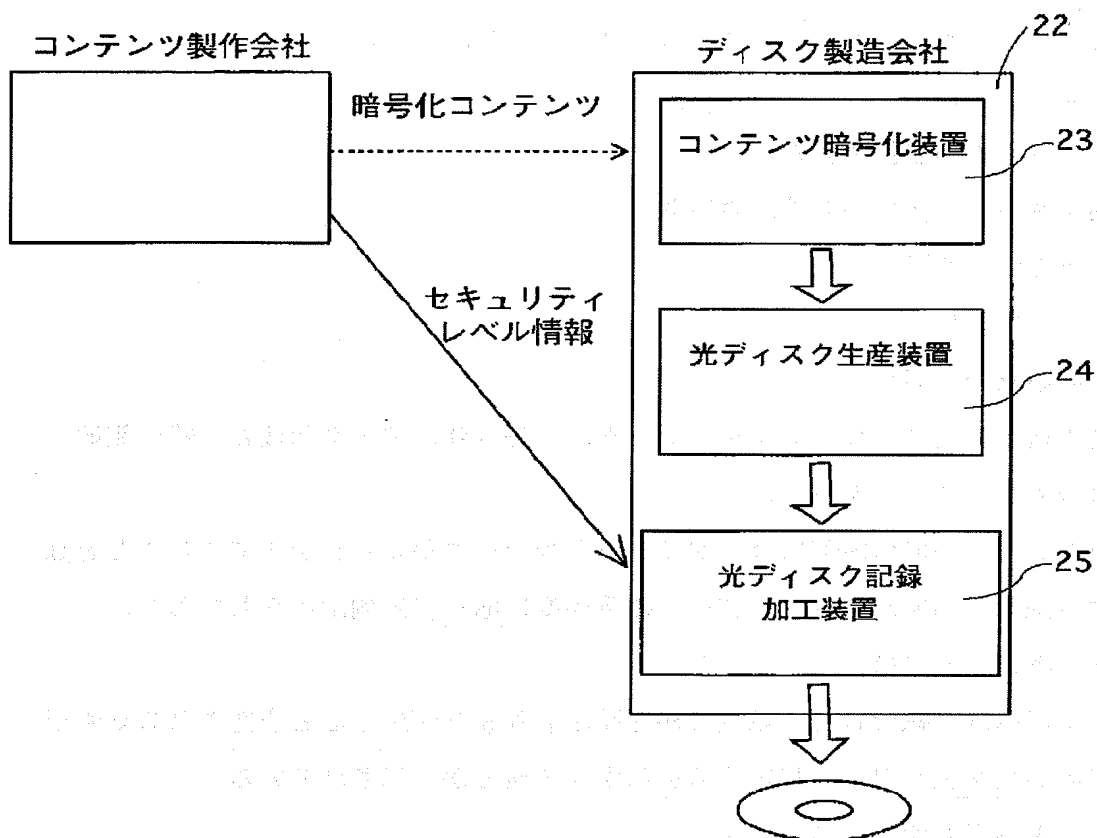 コンテンツ製作会社
ディスク製造会社
22
暗号化コンテンツ
コンテンツ暗号化装置
23
セキュリティ
レベル情報
光ディスク生産装置
24
光ディスク記録
加工装置
25